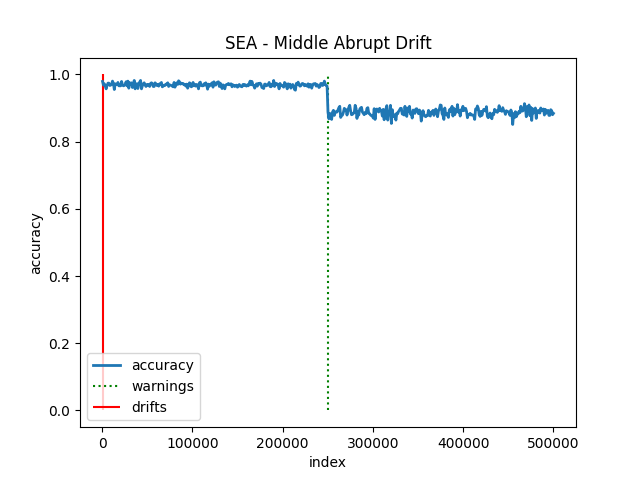 SEA - Middle Abrupt Drift
accuracy
1.0
0.8
0.6
0.4
0.2
0.0
accuracy
warnings
drifts
0 100000 200000 300000 400000 500000
index